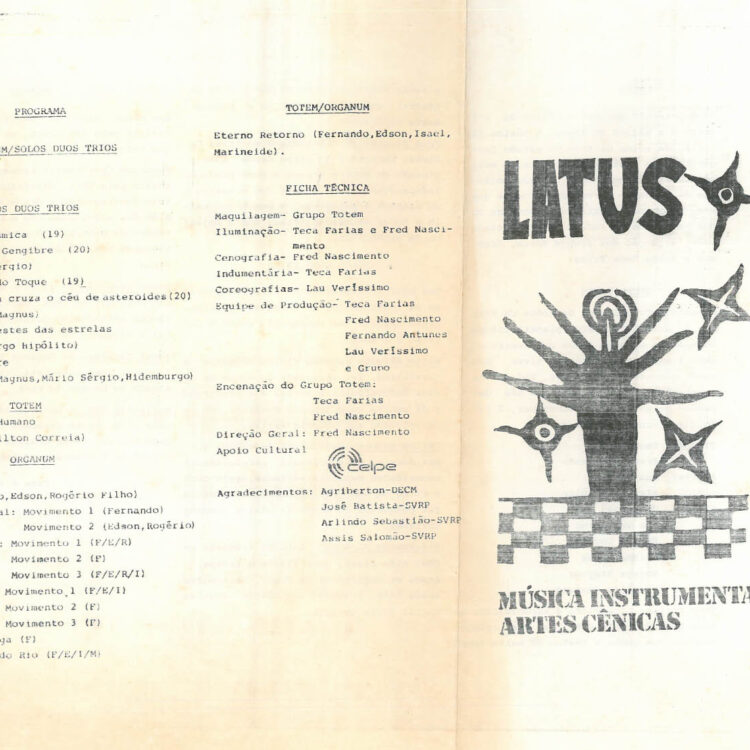 PROGRAMA
M/SOLOS DUOS TRIOS
OS DUOS TRIOS
mica (19)
Gengibre (20)
érgio)
do Toque (19)
cruza o céu de asteroides(20)
Magnus)
estes das estrelas
rgo hipólito)
re
Magnus,Mário Sérgio,Hidemburgo)
TOTEM
Humano
ilton Correia)
ORGANUM
o,Edson,Rogério Filho)
al: Movimento 1 (Fernando)
Movimento 2 (Edson,Rogério)
: Movimento 1 (F/E/R)
Movimento 2 (F)
Movimento 3 (F/E/R/I)
Movimento 1 (F/E/I)
Movimento 2 (F)
Movimento 3 (F)
ga (F)
do Rio (F/E/I/M)
TOTEM/ORGANUM
Eterno Retorno (Fernando,Edson,Isael,
Marineide).
FICHA TÉCNICA
Maquilagem- Grupo Totem
Iluminação- Teca Farias e Fred Nasci-
mento
Cenografia- Fred Nascimento
Indumentária- Teca Farias
Coreografias- Lau Veríssimo
Equipe de Produção- Teca Farias
Fred Nascimento
Fernando Antunes
Lau Veríssimo
e Grupo
Encenação do Grupo Totem:
Teca Farias
Fred Nascimento
Direção Geral: Fred Nascimento
Apoio Cultural
celpe
Agradecimentos: Agriberton-DECM
José Batista-SVRP
Arlindo Sebastião-SVRP
Assis Salomão-SVRP
LATUS
MÚSICA INSTRUMENTA
ARTES CÊNICAS